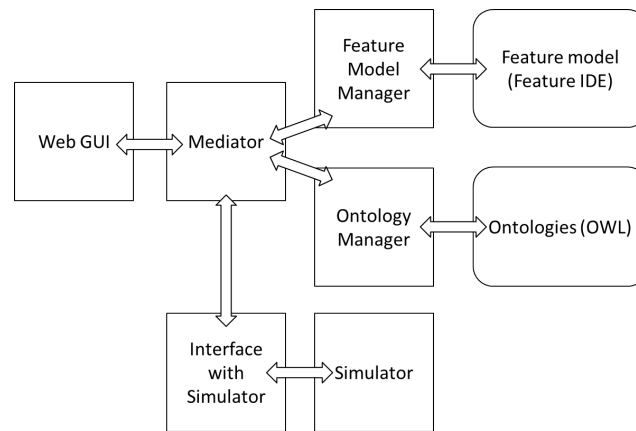 Feature
Model
Manager
Feature model
(Feature IDE)
Web GUI
Mediator
Ontology
Manager
Ontologies (OWL)
Interface
with
Simulator
Simulator